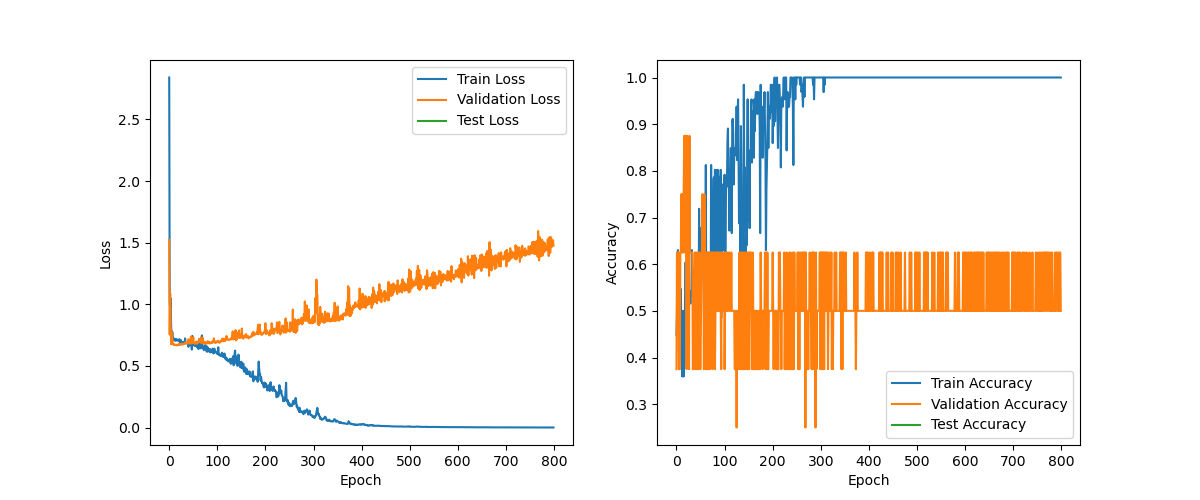 Train Loss
Validation Loss
Test Loss
2.5
2.0
1.5
1.0
0.5
0.0
Loss
0 100 200 300 400 500 600 700 800
Epoch
1.0
0.9
0.8
0.7
0.6
0.5
0.4
0.3
Accuracy
Train Accuracy
Validation Accuracy
Test Accuracy
0 100 200 300 400 500 600 700 800
Epoch